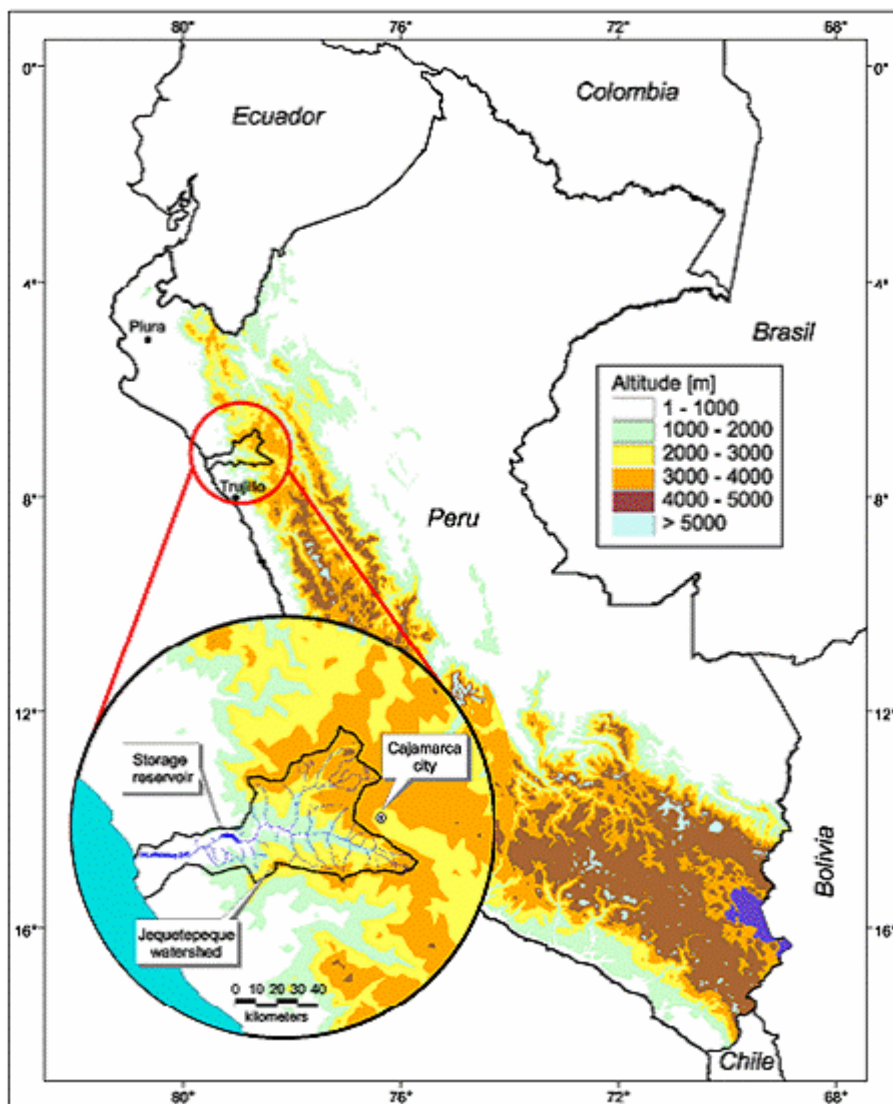 80°
76°
72°
68°
0°
0°
Colombia
Ecuador
4°
4°
Piura
Brasil
Altitude [m]
1 - 1000
1000 - 2000
2000 - 3000
3000 - 4000
4000 - 5000
> 5000
8°
8°
Trujillo
Peru
12°
12°
Storage
reservoir
Cajamarca
city
Bolivia
16°
16°
Jequetepeque
watershed
0 10 20 30 40
kilometers
Chile
80°
76°
72°
68°